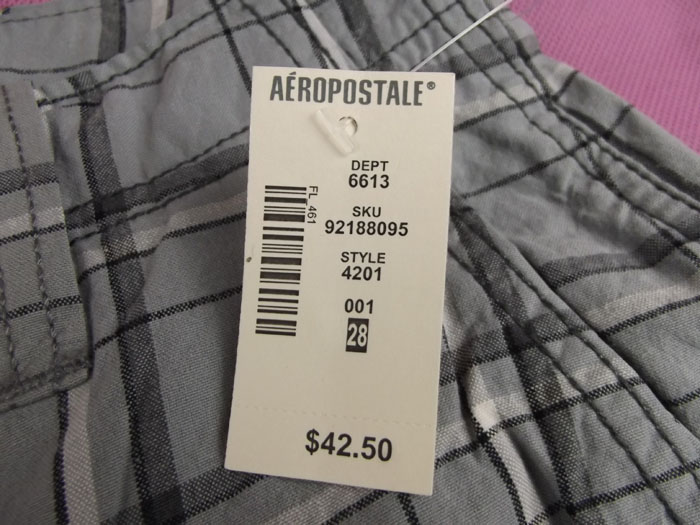 AÉROPOSTALE®
DEPT
6613
FL 461
SKU
92188095
STYLE
4201
001
28
$42.50